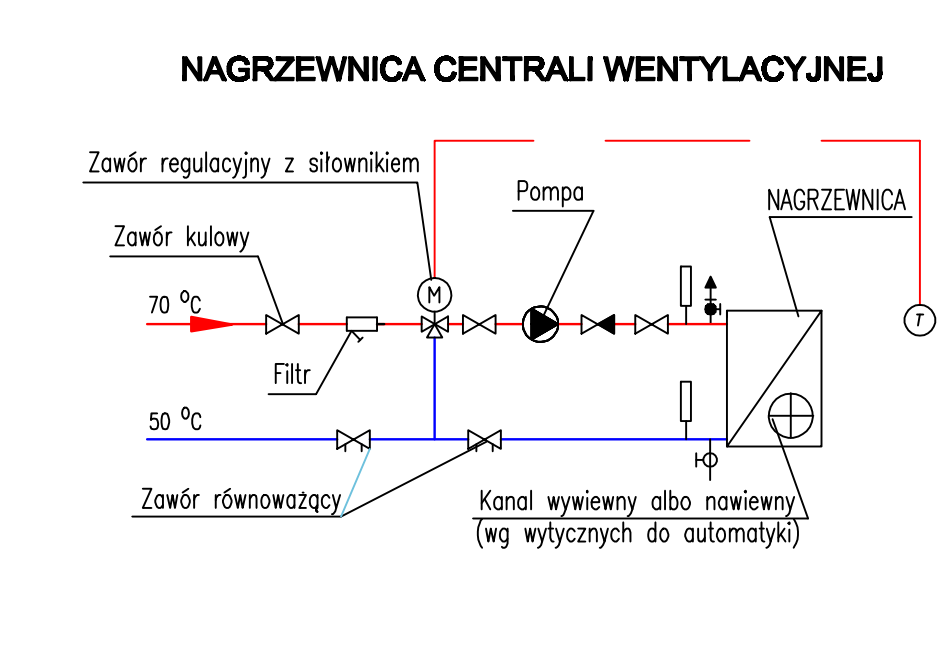 NAGRZEWNICA CENTRALI WENTYLACYJNEJ
Zawór regulacyjny z siłownikiem
Pompa
NAGRZEWNICA
Zawór kulowy
M
70 °C
T
Filtr
50 °C
Zawór równoważący
Kanal wywiewny albo nawiewny
(wg wytycznych do automatyki)